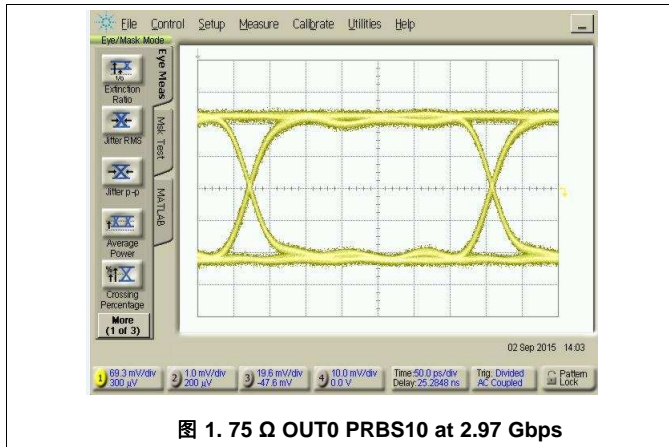 File Control Setup Measure Calibrate Utilities Help
Eye/Mask Mode
Eye Meas
Msk Test
MATLAB
Extinction
Ratio
Jitter RMS
Jitter p-p
Average
Power
Crossing
Percentage
More
(1 of 3)
02 Sep 2015 14:03
1 69.3 mV/div
300 µV
2 1.0 mV/div
200 µV
3 19.6 mV/div
-47.6 mV
4 10.0 mV/div
0.0 V
Time:50.0 ps/div
Delay:25.2848 ns
Trig: Divided
AC Coupled
Pattern
Lock
图 1. 75 Ω OUT0 PRBS10 at 2.97 Gbps